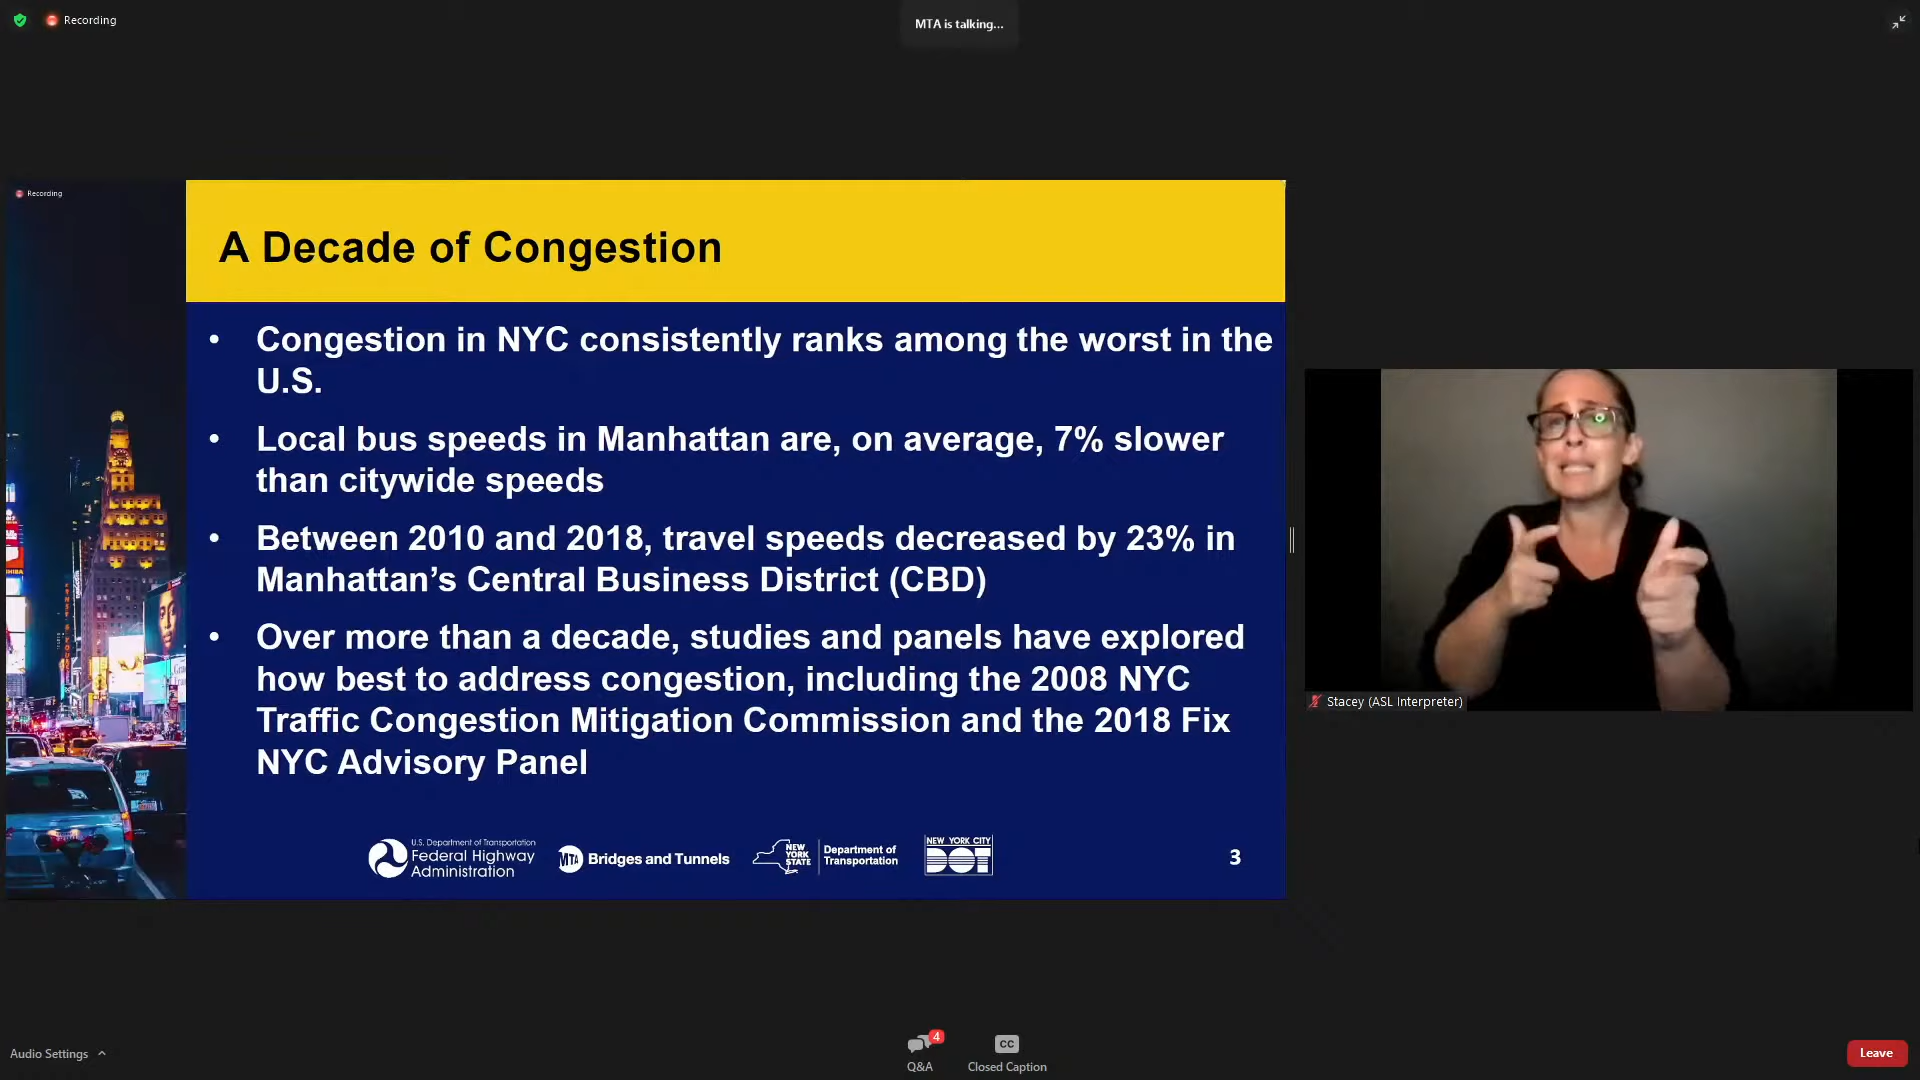 Recording
MTA is talking...
Recording
A Decade of Congestion
• Congestion in NYC consistently ranks among the worst in the
U.S.
• Local bus speeds in Manhattan are, on average, 7% slower
than citywide speeds
• Between 2010 and 2018, travel speeds decreased by 23% in
Manhattan’s Central Business District (CBD)
• Over more than a decade, studies and panels have explored
how best to address congestion, including the 2008 NYC
Traffic Congestion Mitigation Commission and the 2018 Fix
NYC Advisory Panel
U.S. Department of Transportation
Federal Highway
Administration
MTA Bridges and Tunnels
NEW
YORK
STATE
Department of
Transportation
NEW YORK CITY
DOT
3
Stacey (ASL Interpreter)
Audio Settings
4
Q&A
CC
Closed Caption
Leave